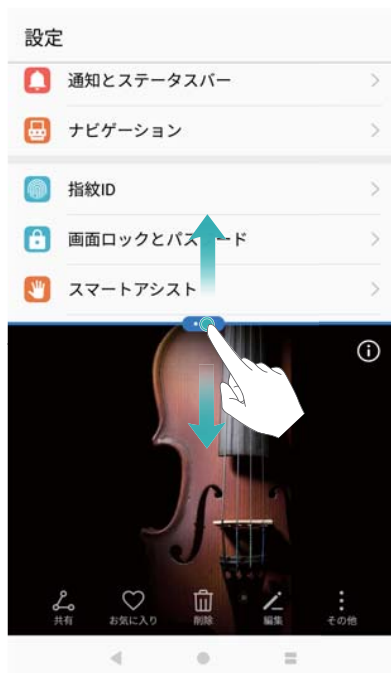 設定
通知とステータスバー
ナビゲーション
指紋ID
画面ロックとパスワード
スマートアシスト
共有
お気に入り
削除
編集
その他